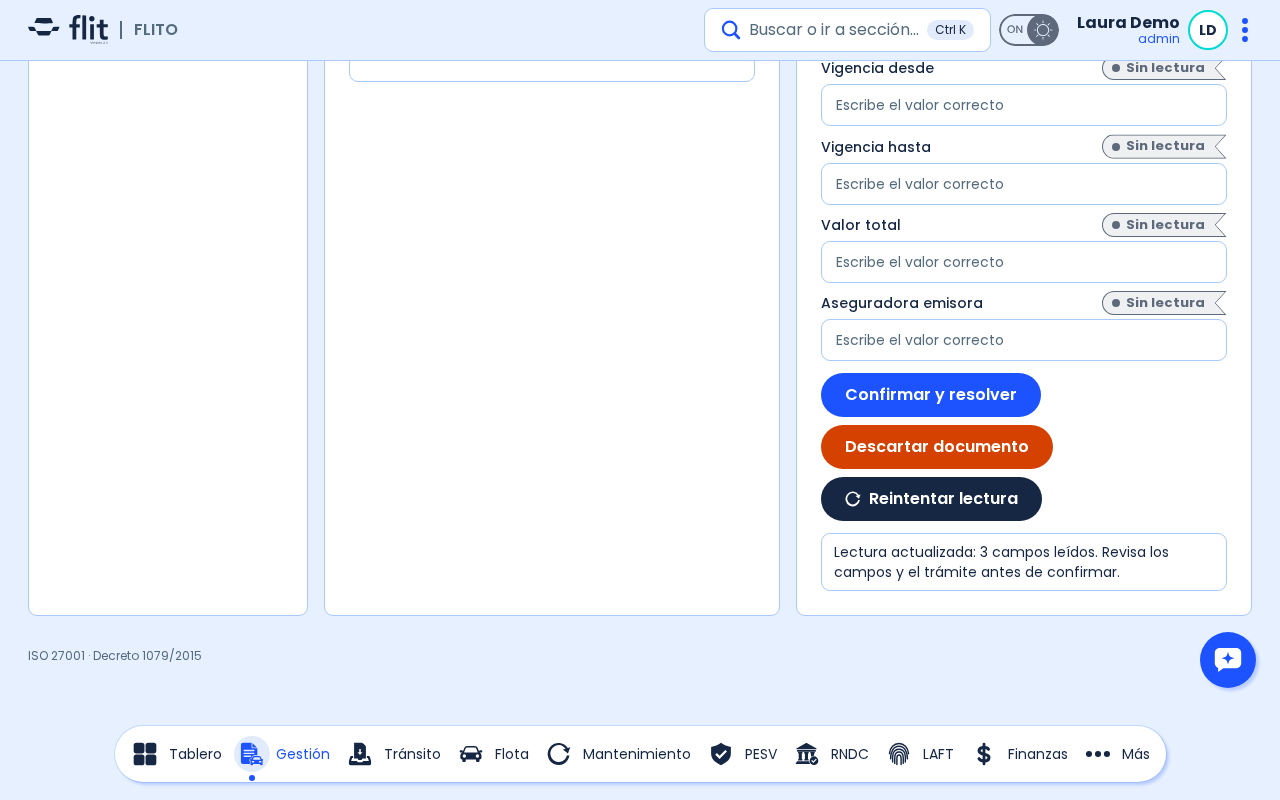 flit
FLITO
Buscar o ir a sección...
Ctrl K
ON
Laura Demo
admin
LD
Vigencia desde
Sin lectura
Escribe el valor correcto
Vigencia hasta
Sin lectura
Escribe el valor correcto
Valor total
Sin lectura
Escribe el valor correcto
Aseguradora emisora
Sin lectura
Escribe el valor correcto
Confirmar y resolver
Descartar documento
Reintentar lectura
Lectura actualizada: 3 campos leídos. Revisa los
campos y el trámite antes de confirmar.
ISO 27001 · Decreto 1079/2015
Tablero
Gestión
Tránsito
Flota
Mantenimiento
PESV
RNDC
LAFT
Finanzas
Más